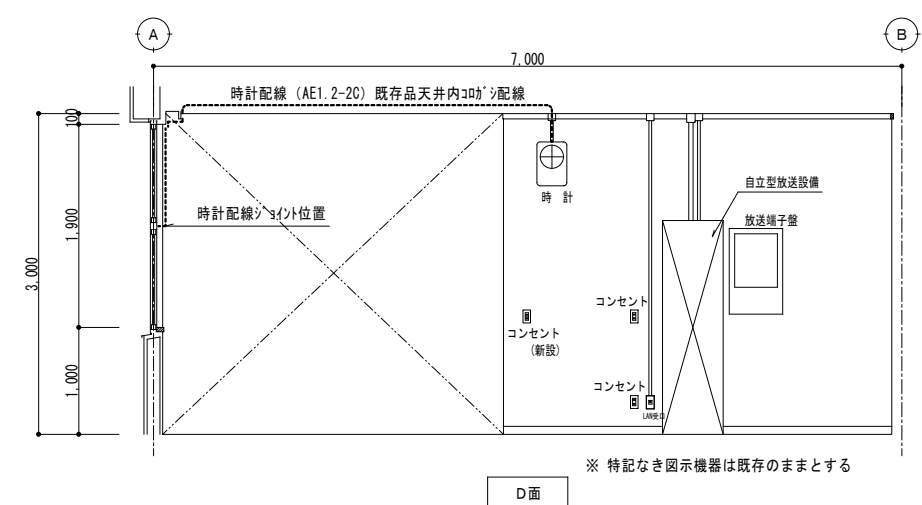 A
B
7,000
時計配線 (AE1.2-2C) 既存品天井内ｺﾛｶﾞｼ配線
100
時計
自立型放送設備
放送端子盤
時計配線ｼﾞｮｲﾝﾄ位置
1,900
3,000
コンセント
コンセント
(新設)
コンセント
1,000
LAN受口
※ 特記なき図示機器は既存のままとする
D面